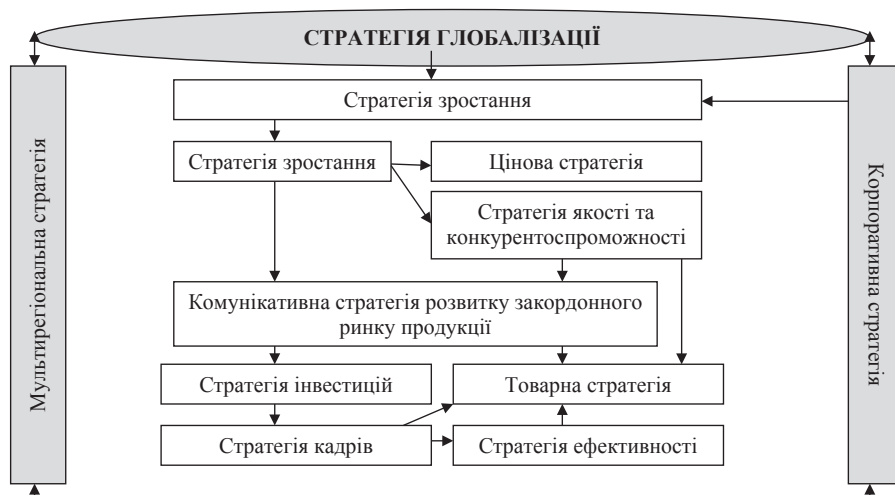 СТРАТЕГІЯ ГЛОБАЛІЗАЦІЇ
Мультирегіональна стратегія
Стратегія зростання
Стратегія зростання
Цінова стратегія
Стратегія якості та
конкурентоспроможності
Комунікативна стратегія розвитку закордонного
ринку продукції
Стратегія інвестицій
Товарна стратегія
Стратегія кадрів
Стратегія ефективності
Корпоративна стратегія